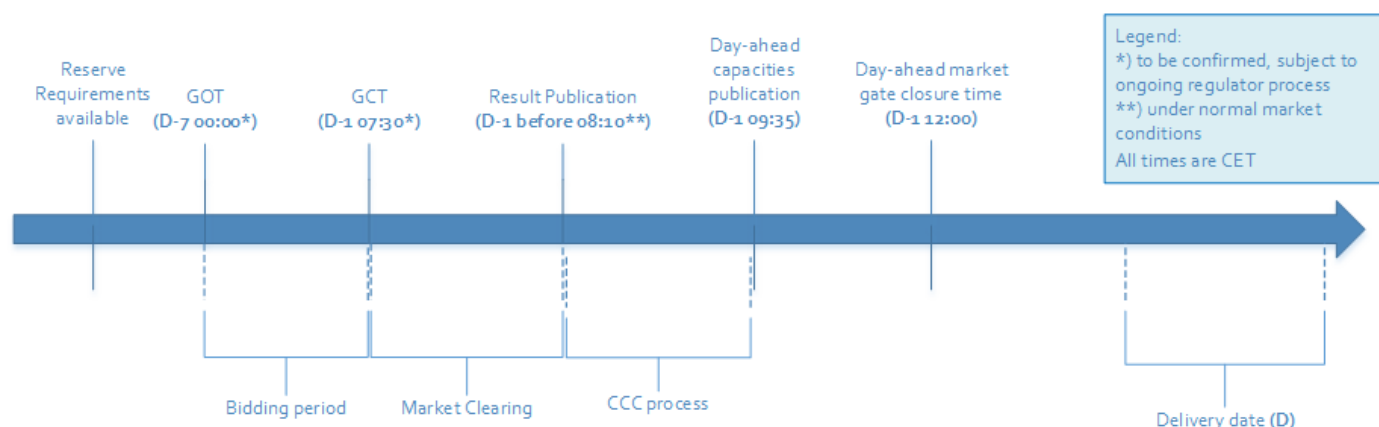 Reserve
Requirements
available
GOT
(D-7 00:00*)
GCT
(D-1 07:30*)
Result Publication
(D-1 before 08:10**)
Day-ahead
capacities
publication
(D-1 09:35)
Day-ahead market
gate closure time
(D-1 12:00)
Legend:
*) to be confirmed, subject to
ongoing regulator process
**) under normal market
conditions
All times are CET
Bidding period
Market Clearing
CCC process
Delivery date (D)